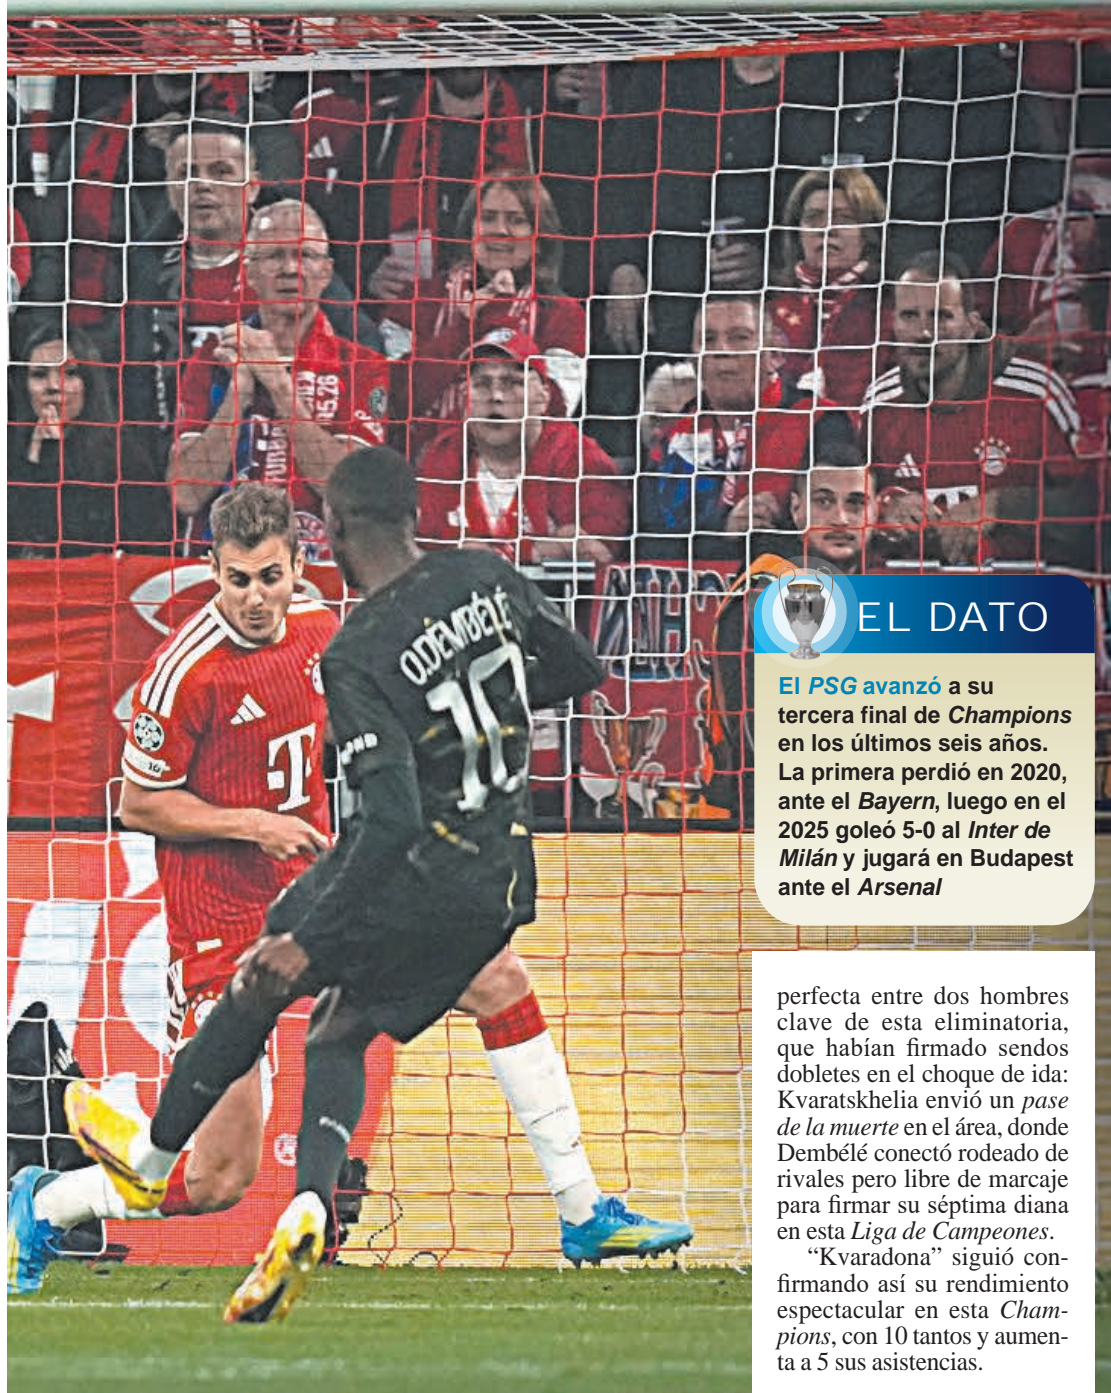 O.DEMBÉLÉ
10
T
EL DATO
El PSG avanzó a su
tercera final de Champions
en los últimos seis años.
La primera perdió en 2020,
ante el Bayern, luego en el
2025 goleó 5-0 al Inter de
Milán y jugará en Budapest
ante el Arsenal
perfecta entre dos hombres
clave de esta eliminatoria,
que habían firmado sendos
dobletes en el choque de ida:
Kvaratskhelia envió un pase
de la muerte en el área, donde
Dembélé conectó rodeado de
rivales pero libre de marcaje
para firmar su séptima diana
en esta Liga de Campeones.
“Kvaradona” siguió con-
firmando así su rendimiento
espectacular en esta Cham-
pions, con 10 tantos y aumen-
ta a 5 sus asistencias.